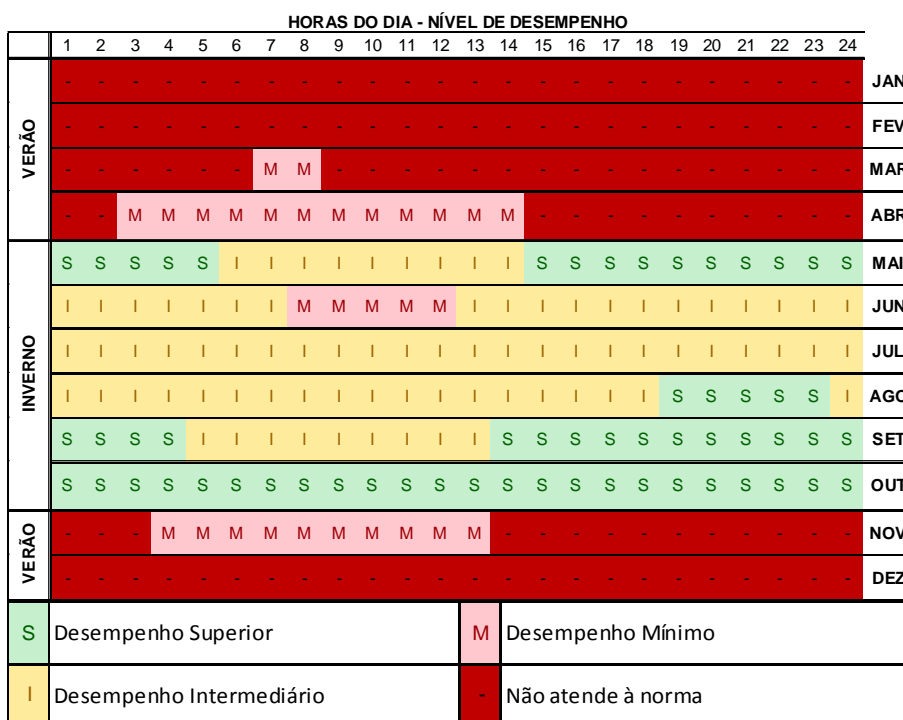 HORAS DO DIA - NÍVEL DE DESEMPENHO
1 2 3 4 5 6 7 8 9 10 11 12 13 14 15 16 17 18 19 20 21 22 23 24
VERÃO
- - - - - - - - - - - - - - - - - - - - - - - - JAN
- - - - - - - - - - - - - - - - - - - - - - - - FEV
- - - - - - M M - - - - - - - - - - - - - - - - MAR
- - M M M M M M M M M M M M - - - - - - - - - - ABR
INVERNO
S S S S S I I I I I I I I I S S S S S S S S S S MAI
I I I I I I I M M M M M I I I I I I I I I I I I JUN
I I I I I I I I I I I I I I I I I I I I I I I I JUL
I I I I I I I I I I I I I I I I I I S S S S S I AGO
S S S S I I I I I I I I I S S S S S S S S S S S SET
S S S S S S S S S S S S S S S S S S S S S S S S OUT
VERÃO
- - - M M M M M M M M M M - - - - - - - - - - - NOV
- - - - - - - - - - - - - - - - - - - - - - - - DEZ
S Desempenho Superior M Desempenho Mínimo
I Desempenho Intermediário - Não atende à norma